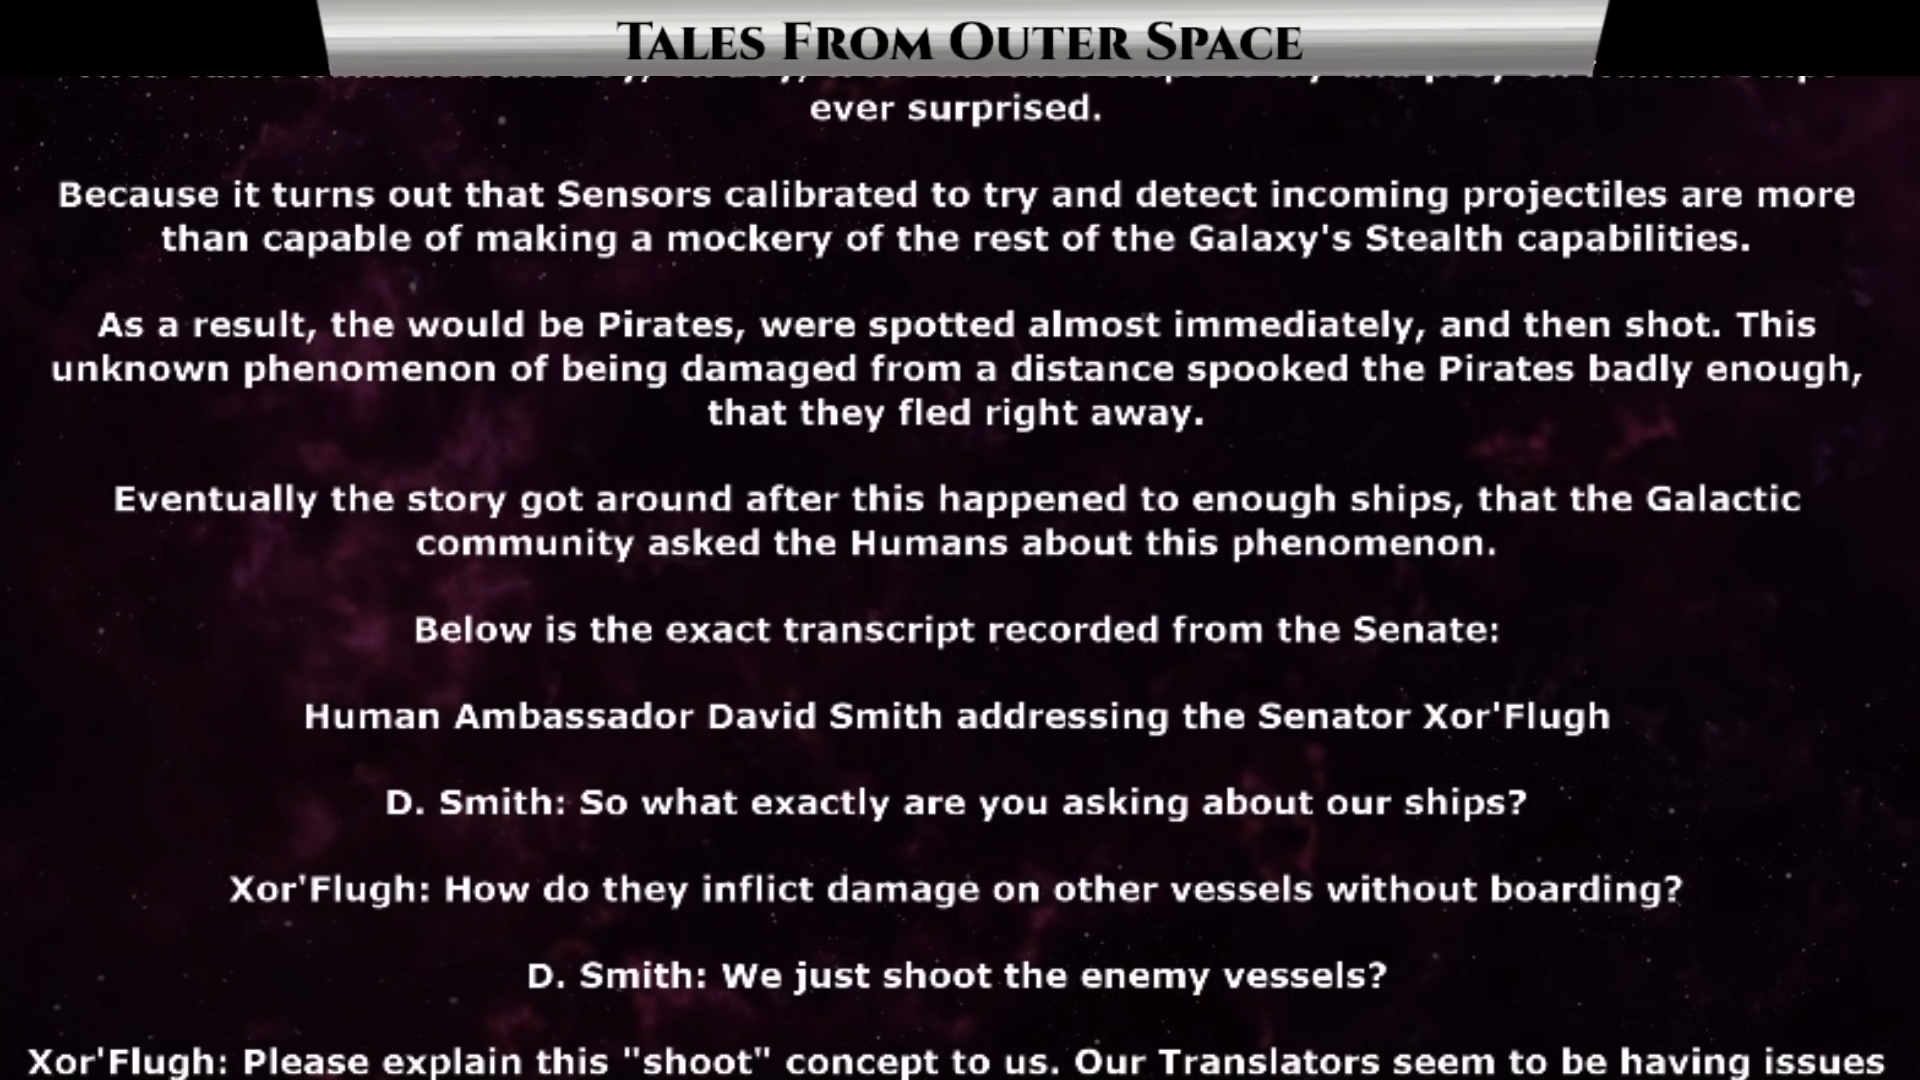 Tales From Outer Space
ever surprised.
Because it turns out that Sensors calibrated to try and detect incoming projectiles are more
than capable of making a mockery of the rest of the Galaxy's Stealth capabilities.
As a result, the would be Pirates, were spotted almost immediately, and then shot. This
unknown phenomenon of being damaged from a distance spooked the Pirates badly enough,
that they fled right away.
Eventually the story got around after this happened to enough ships, that the Galactic
community asked the Humans about this phenomenon.
Below is the exact transcript recorded from the Senate:
Human Ambassador David Smith addressing the Senator Xor'Flugh
D. Smith: So what exactly are you asking about our ships?
Xor'Flugh: How do they inflict damage on other vessels without boarding?
D. Smith: We just shoot the enemy vessels?
Xor'Flugh: Please explain this "shoot" concept to us. Our Translators seem to be having issues